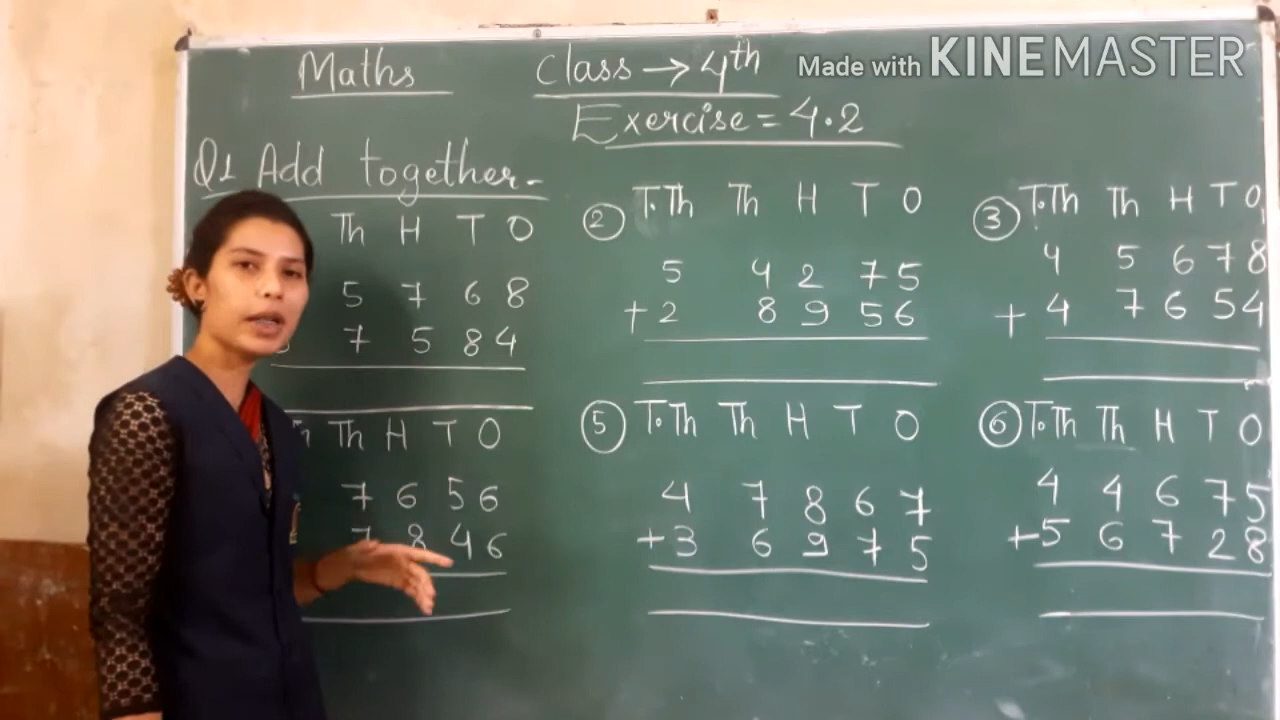 Maths Class → 4th
Made with KINEMASTER
Exercise = 4.2
Q1 Add together-
Th H T O
5 7 6 8
7 5 8 4
② T.Th Th H T O
5 4 2 7 5
+ 2 8 9 5 6
③ T.Th Th H T O
4 5 6 7 8
+ 4 7 6 5 4
Th H T O
7 6 5 6
7 8 4 6
⑤ T.Th Th H T O
4 7 8 6 7
+ 3 6 9 7 5
⑥ T.Th Th H T O
4 4 6 7 5
+ 5 6 7 2 8